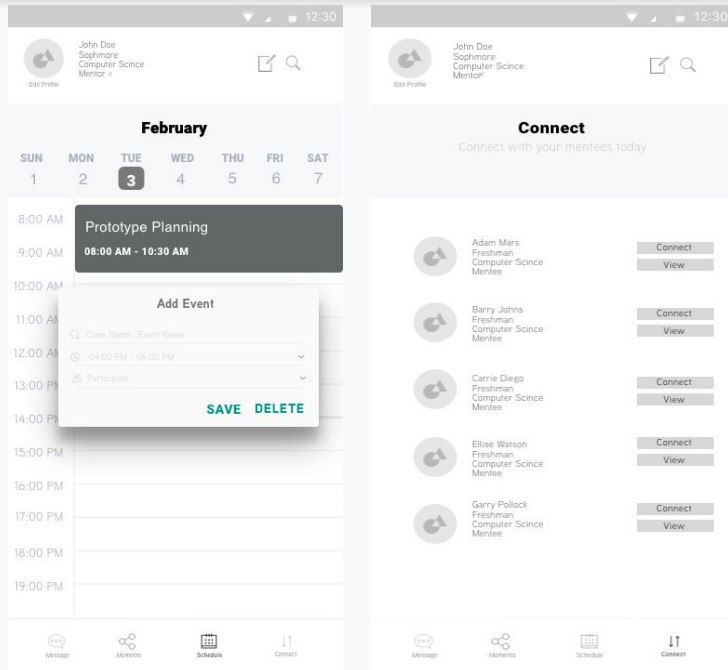 12:30
John Doe
Sophmore
Computer Scince
Mentor
Edit Profile
February
SUN MON TUE WED THU FRI SAT
1 2 3 4 5 6 7
8:00 AM
Prototype Planning
08:00 AM - 10:30 AM
9:00 AM
10:00 AM
Add Event
11:00 AM
Class Name, Event Name
12:00 AM
04:00 PM - 06:00 PM
13:00 PM
Participant
SAVE DELETE
14:00 PM
15:00 PM
16:00 PM
17:00 PM
18:00 PM
19:00 PM
Message Moments Schedule Connect
12:30
John Doe
Sophmore
Computer Scince
Mentor
Edit Profile
Connect
Connect with your mentees today
Adam Mars
Freshman
Computer Scince
Mentee
Connect
View
Barry Johns
Freshman
Computer Scince
Mentee
Connect
View
Carrie Diego
Freshman
Computer Scince
Mentee
Connect
View
Ellise Watson
Freshman
Computer Scince
Mentee
Connect
View
Garry Pollock
Freshman
Computer Scince
Mentee
Connect
View
Message Moments Schedule Connect